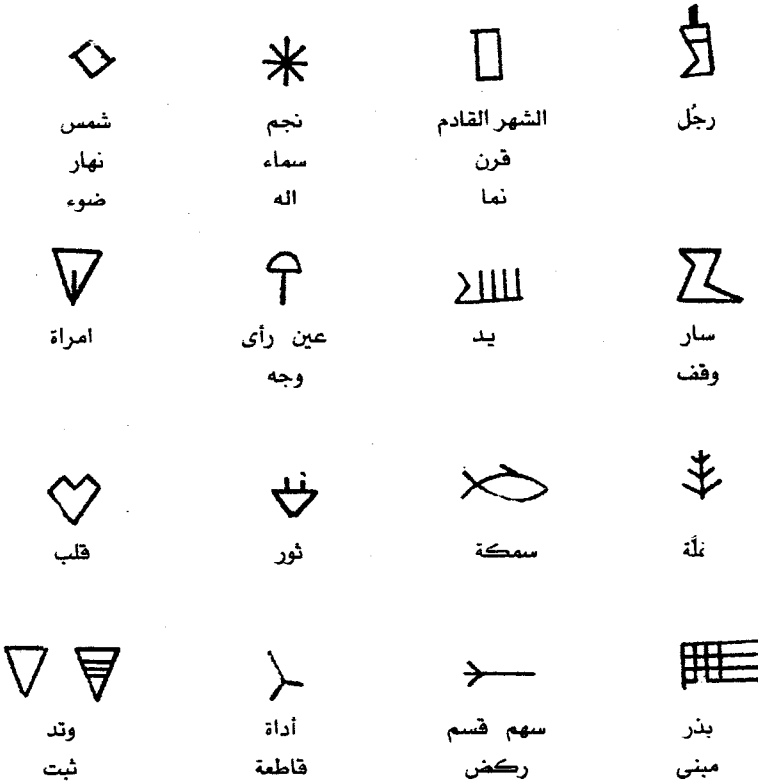 رجُل
الشهر القادم
قرن
نما
نجم
سماء
اله
شمس
نهار
ضوء
سار
وقف
يد
عين رأى
وجه
امراة
غلَّة
سمكة
ثور
قلب
بذر
مبنى
سهم قسم
ركض
أداة
قاطعة
وتد
ثبت